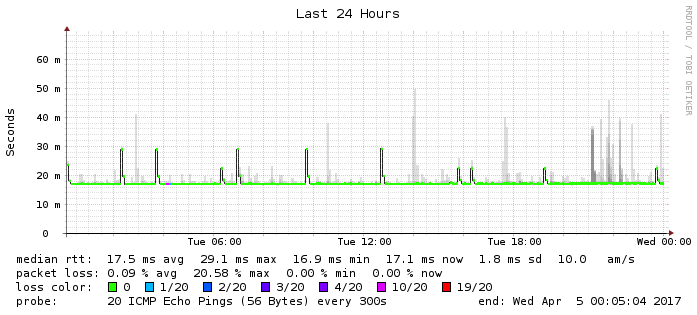 Last 24 Hours
RRDTOOL / TOBI OETIKER
Seconds
60 m
50 m
40 m
30 m
20 m
10 m
0
Tue 06:00 Tue 12:00 Tue 18:00 Wed 00:00
median rtt: 17.5 ms avg 29.1 ms max 16.9 ms min 17.1 ms now 1.8 ms sd 10.0 am/s
packet loss: 0.09 % avg 20.58 % max 0.00 % min 0.00 % now
loss color: 0 1/20 2/20 3/20 4/20 10/20 19/20
probe: 20 ICMP Echo Pings (56 Bytes) every 300s end: Wed Apr 5 00:05:04 2017